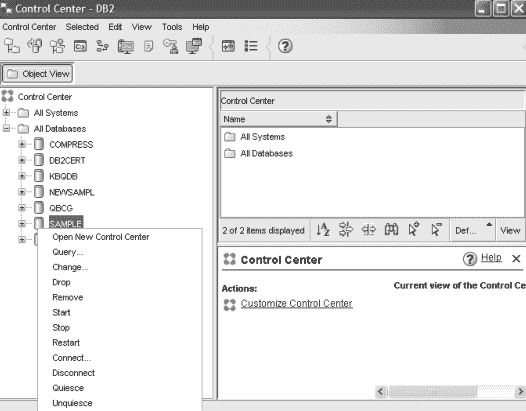 Control Center - DB2
Control Center Selected Edit View Tools Help
Object View
Control Center
All Systems
All Databases
COMPRESS
DB2CERT
KBQDB
NEWSAMPL
QBCG
SAMPLE
Open New Control Center
Query...
Change...
Drop
Remove
Start
Stop
Restart
Connect...
Disconnect
Quiesce
Unquiesce
Control Center
Name
All Systems
All Databases
2 of 2 items displayed Def... View
Control Center Help
Actions:
Current view of the Control Ce
Customize Control Center